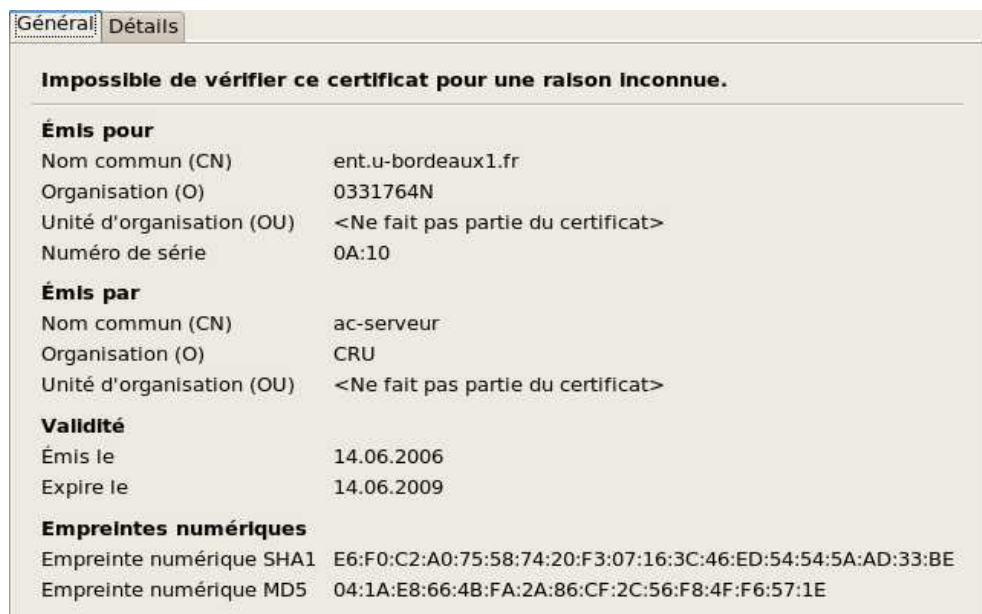 Général Détails
Impossible de vérifier ce certificat pour une raison inconnue.
Émis pour
Nom commun (CN) ent.u-bordeaux1.fr
Organisation (O) 0331764N
Unité d'organisation (OU) <Ne fait pas partie du certificat>
Numéro de série 0A:10
Émis par
Nom commun (CN) ac-serveur
Organisation (O) CRU
Unité d'organisation (OU) <Ne fait pas partie du certificat>
Validité
Émis le 14.06.2006
Expire le 14.06.2009
Empreintes numériques
Empreinte numérique SHA1 E6:F0:C2:A0:75:58:74:20:F3:07:16:3C:46:ED:54:54:5A:AD:33:BE
Empreinte numérique MD5 04:1A:E8:66:4B:FA:2A:86:CF:2C:56:F8:4F:F6:57:1E